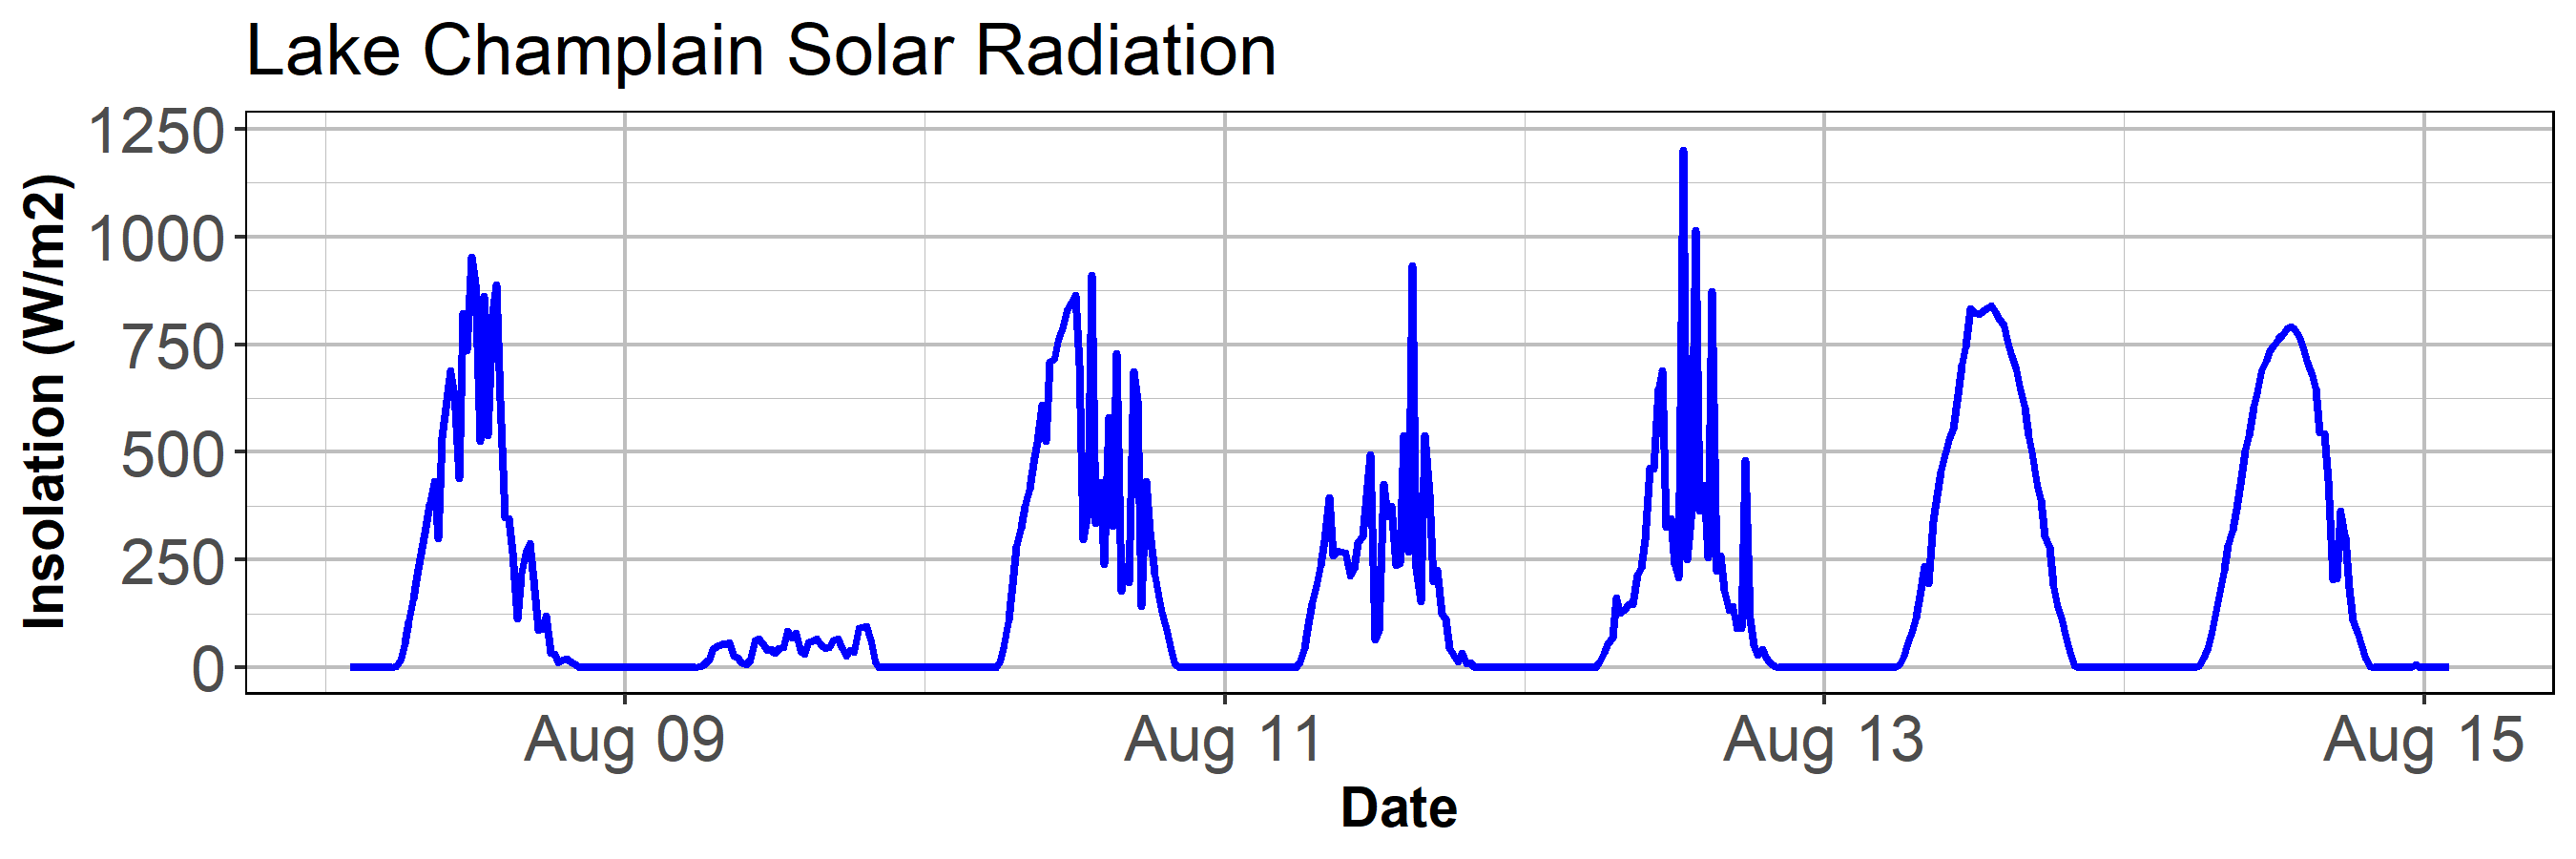 Lake Champlain Solar Radiation
Insolation (W/m2)
1250
1000
750
500
250
0
Aug 09 Aug 11 Aug 13 Aug 15
Date